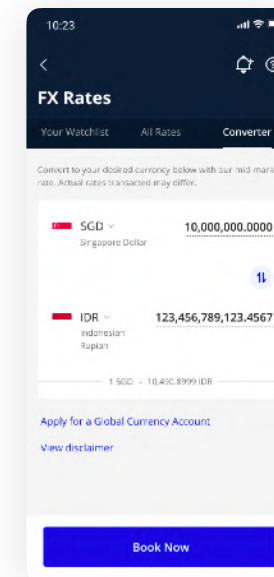 10:23
FX Rates
Your Watchlist All Rates Converter
Convert to your desired currency below with our mid-mark
rate. Actual rates transacted may differ.
SGD 10,000,000.0000
Singapore Dollar
IDR 123,456,789,123.4567
Indonesian
Rupiah
1 SGD = 10,490.8999 IDR
Apply for a Global Currency Account
View disclaimer
Book Now